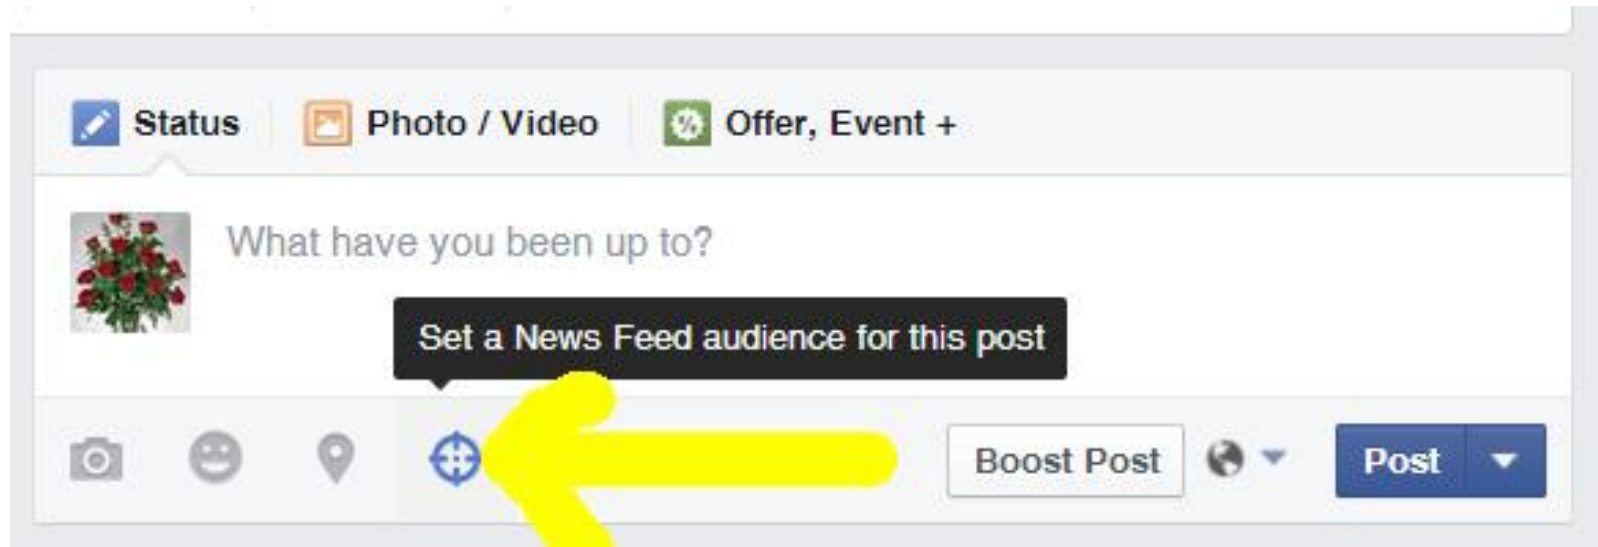 Status Photo / Video Offer, Event +
What have you been up to?
Set a News Feed audience for this post
Boost Post Post